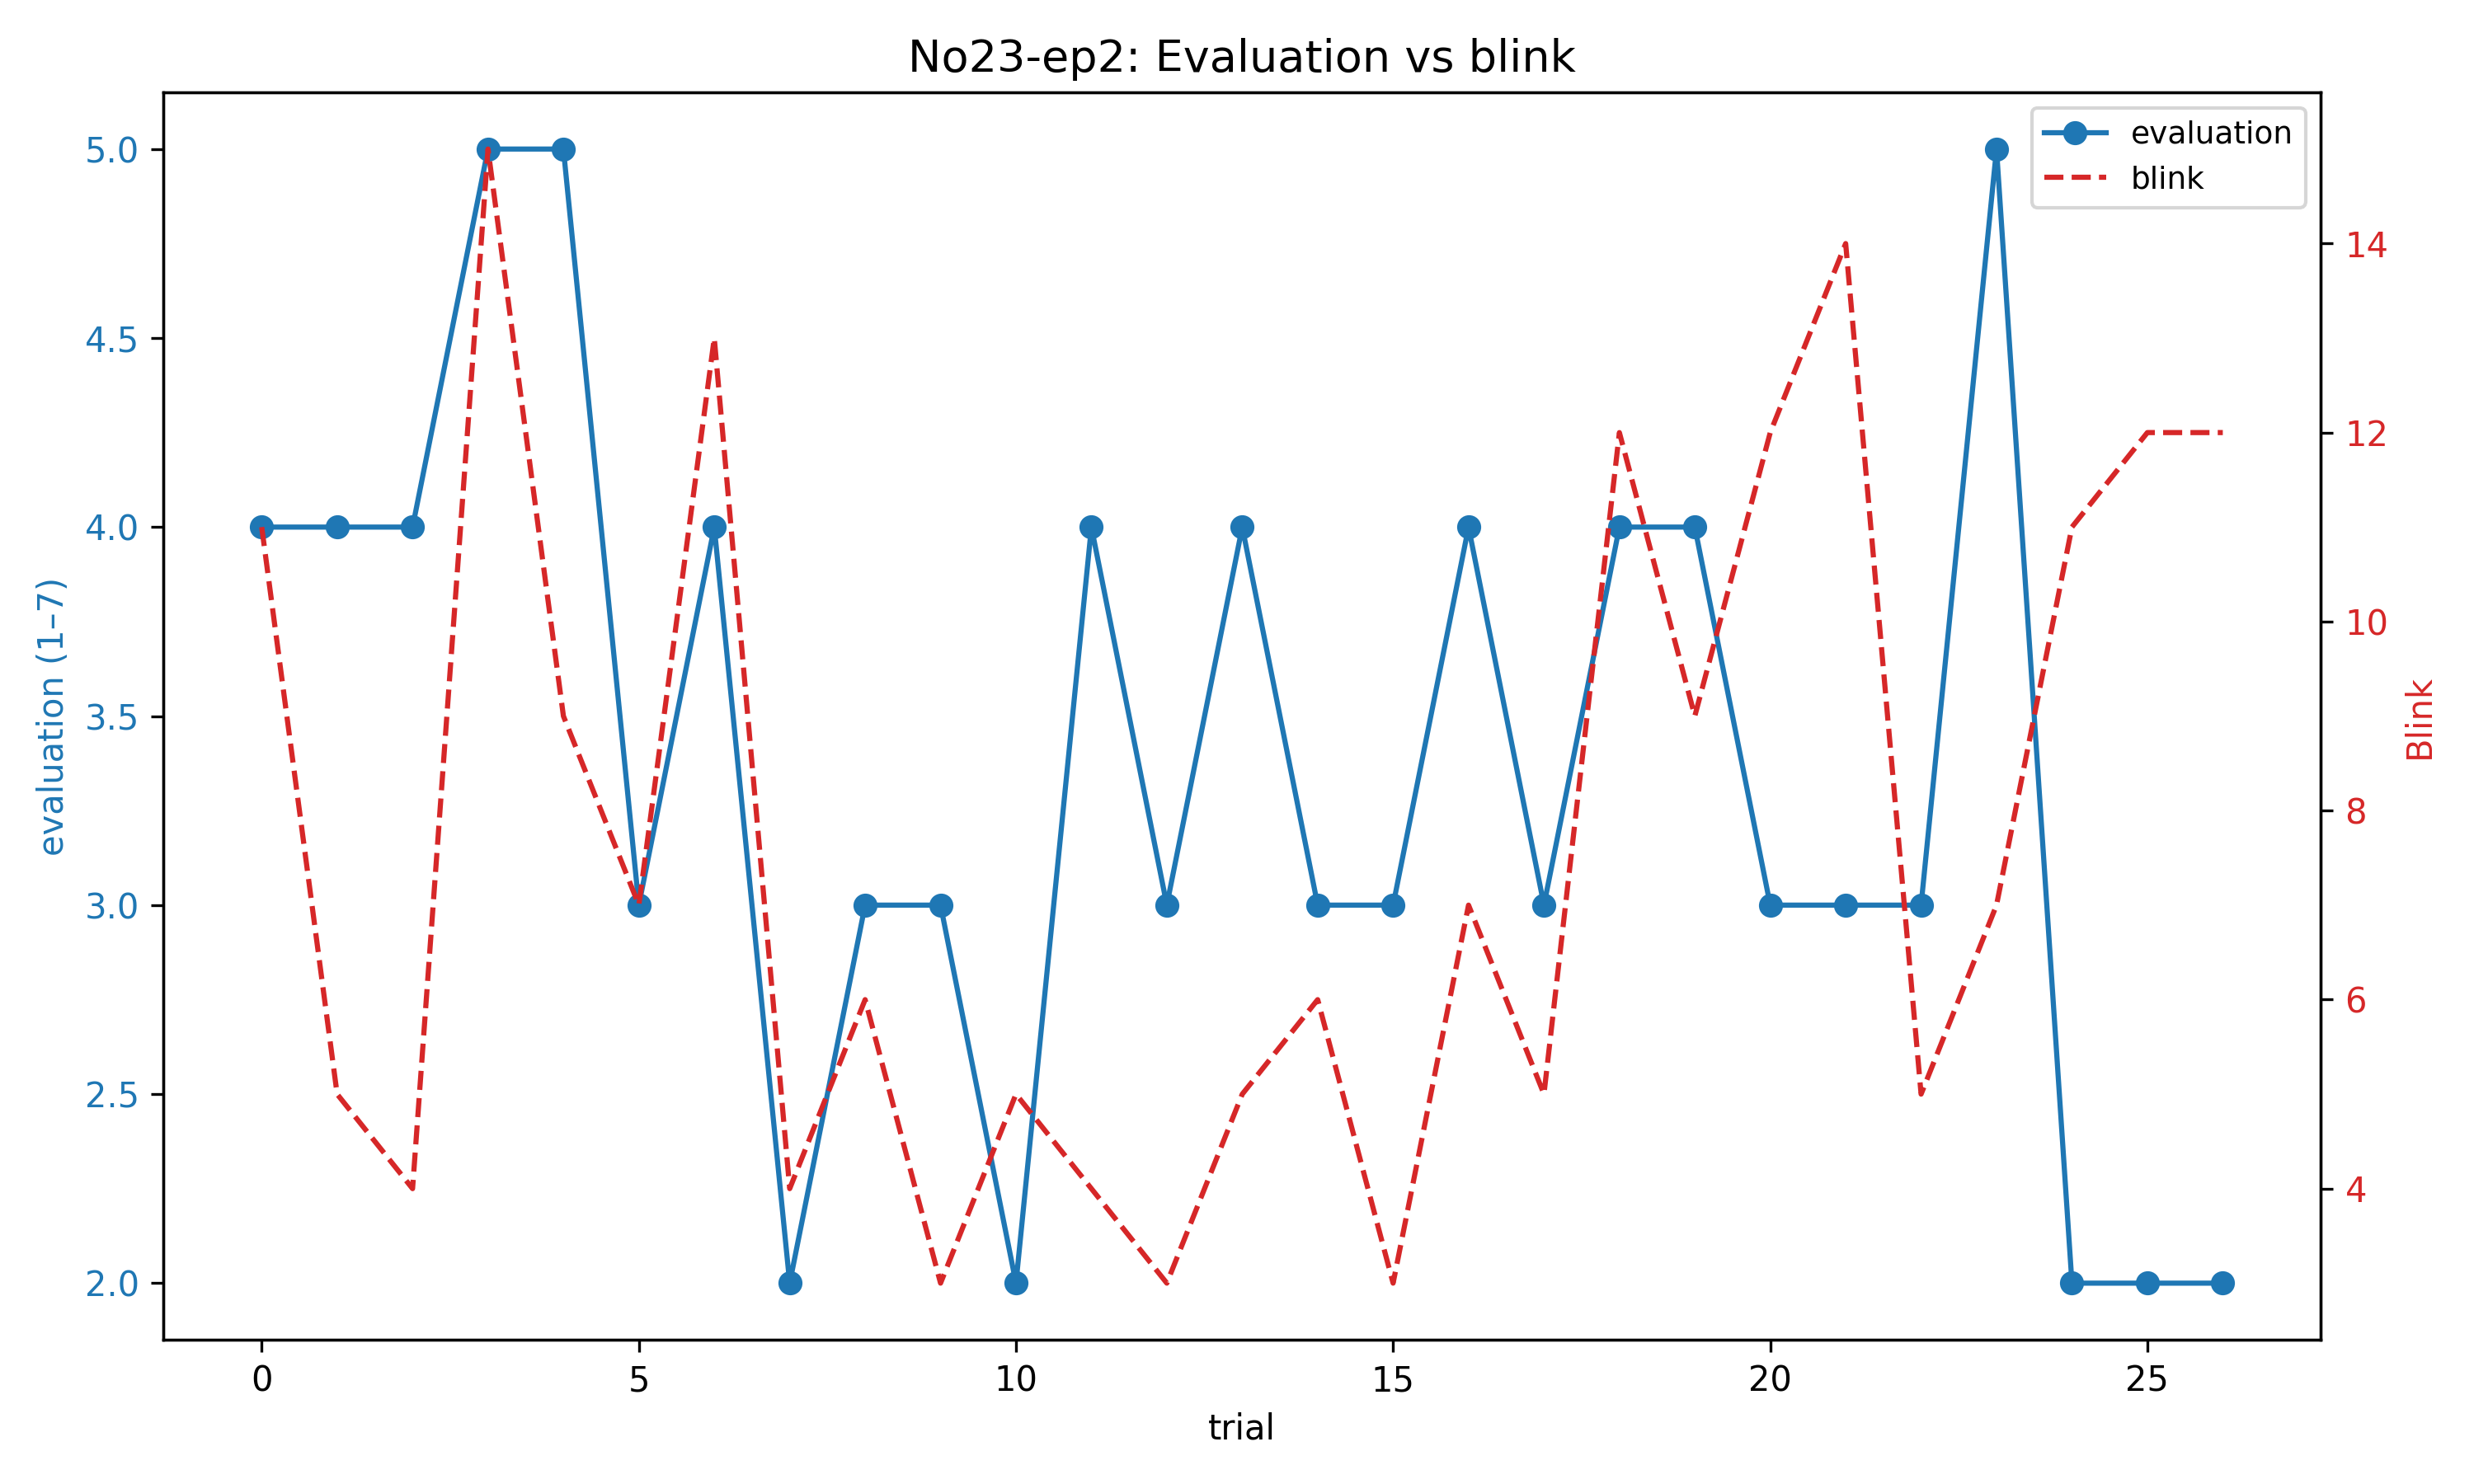 No23-ep2: Evaluation vs blink
evaluation
blink
5.0
4.5
4.0
3.5
3.0
2.5
2.0
evaluation (1–7)
14
12
10
8
6
4
Blink
0 5 10 15 20 25
trial